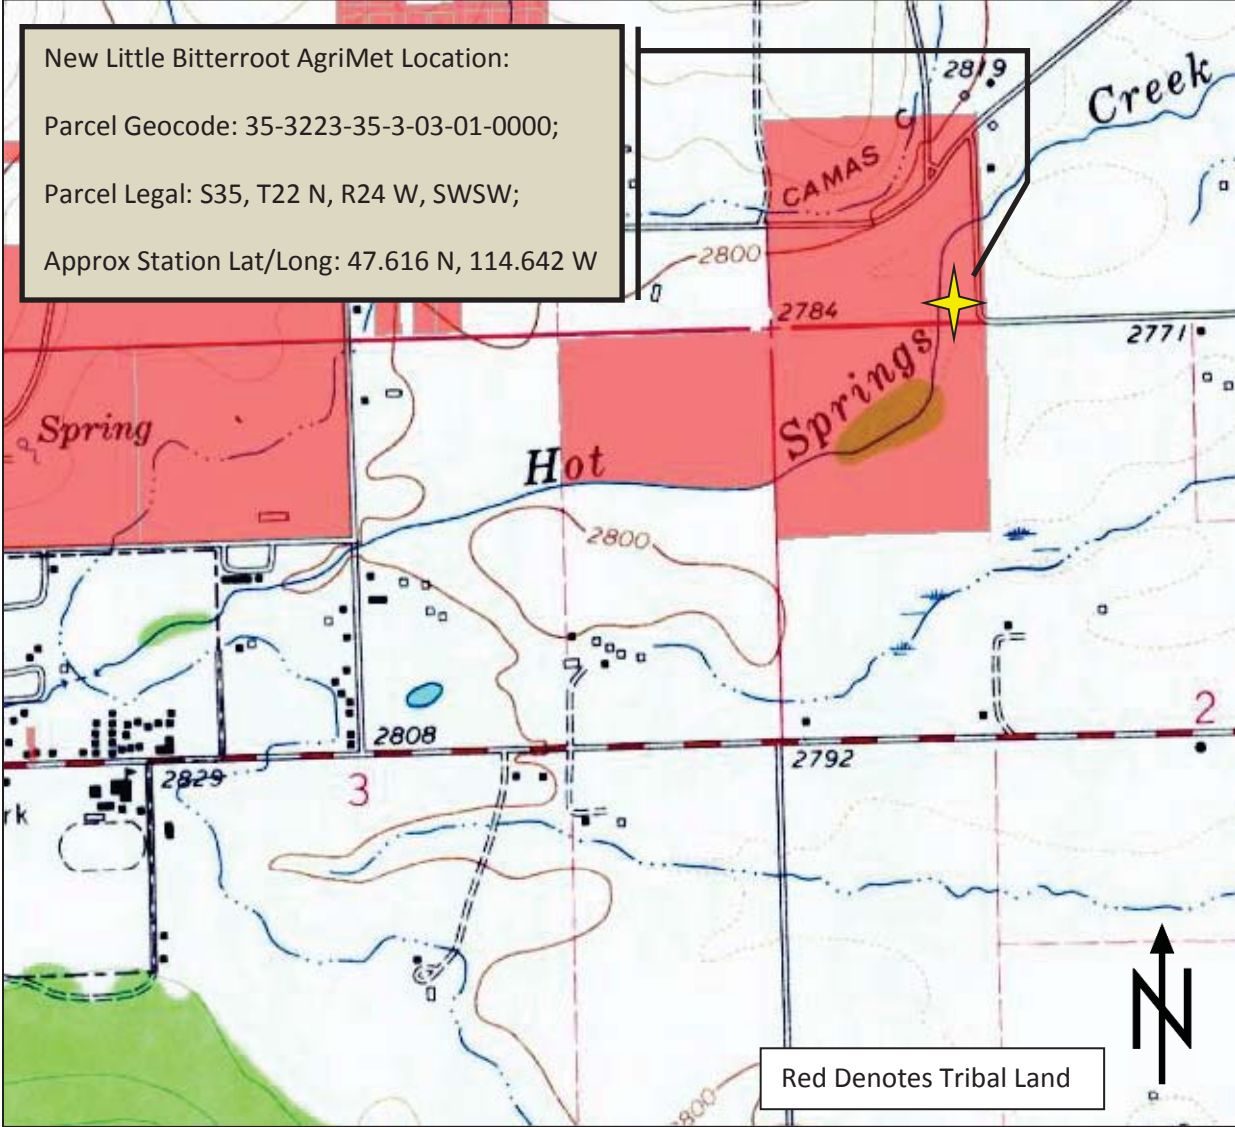 New Little Bitterroot AgriMet Location:
Parcel Geocode: 35-3223-35-3-03-01-0000;
Parcel Legal: S35, T22 N, R24 W, SWSW;
Approx Station Lat/Long: 47.616 N, 114.642 W
2819
Creek
CAMAS C
2800
2784
2771
Springs
Spring
Hot
2800
2
2808
2792
2829
3
rk
2800
Red Denotes Tribal Land
N